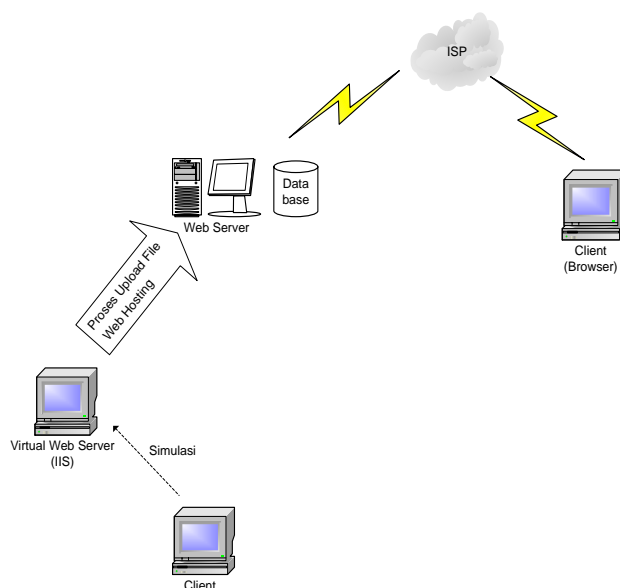 ISP
Data
base
Web Server
Client
(Browser)
Proses Upload File
Web Hosting
Virtual Web Server
(IIS)
Simulasi
Client